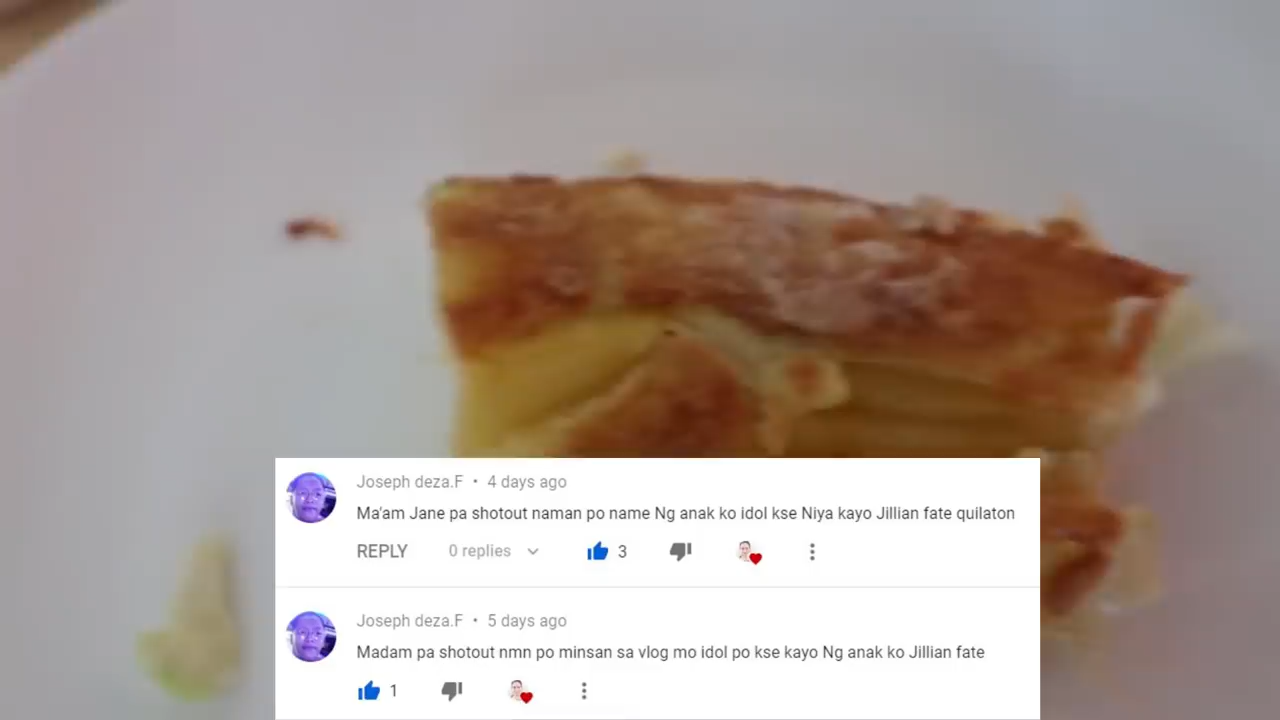 Joseph deza.F • 4 days ago
Ma'am Jane pa shotout naman po name Ng anak ko idol kse Niya kayo Jillian fate quilaton
REPLY 0 replies 3
Joseph deza.F • 5 days ago
Madam pa shotout nmn po minsan sa vlog mo idol po kse kayo Ng anak ko Jillian fate
1